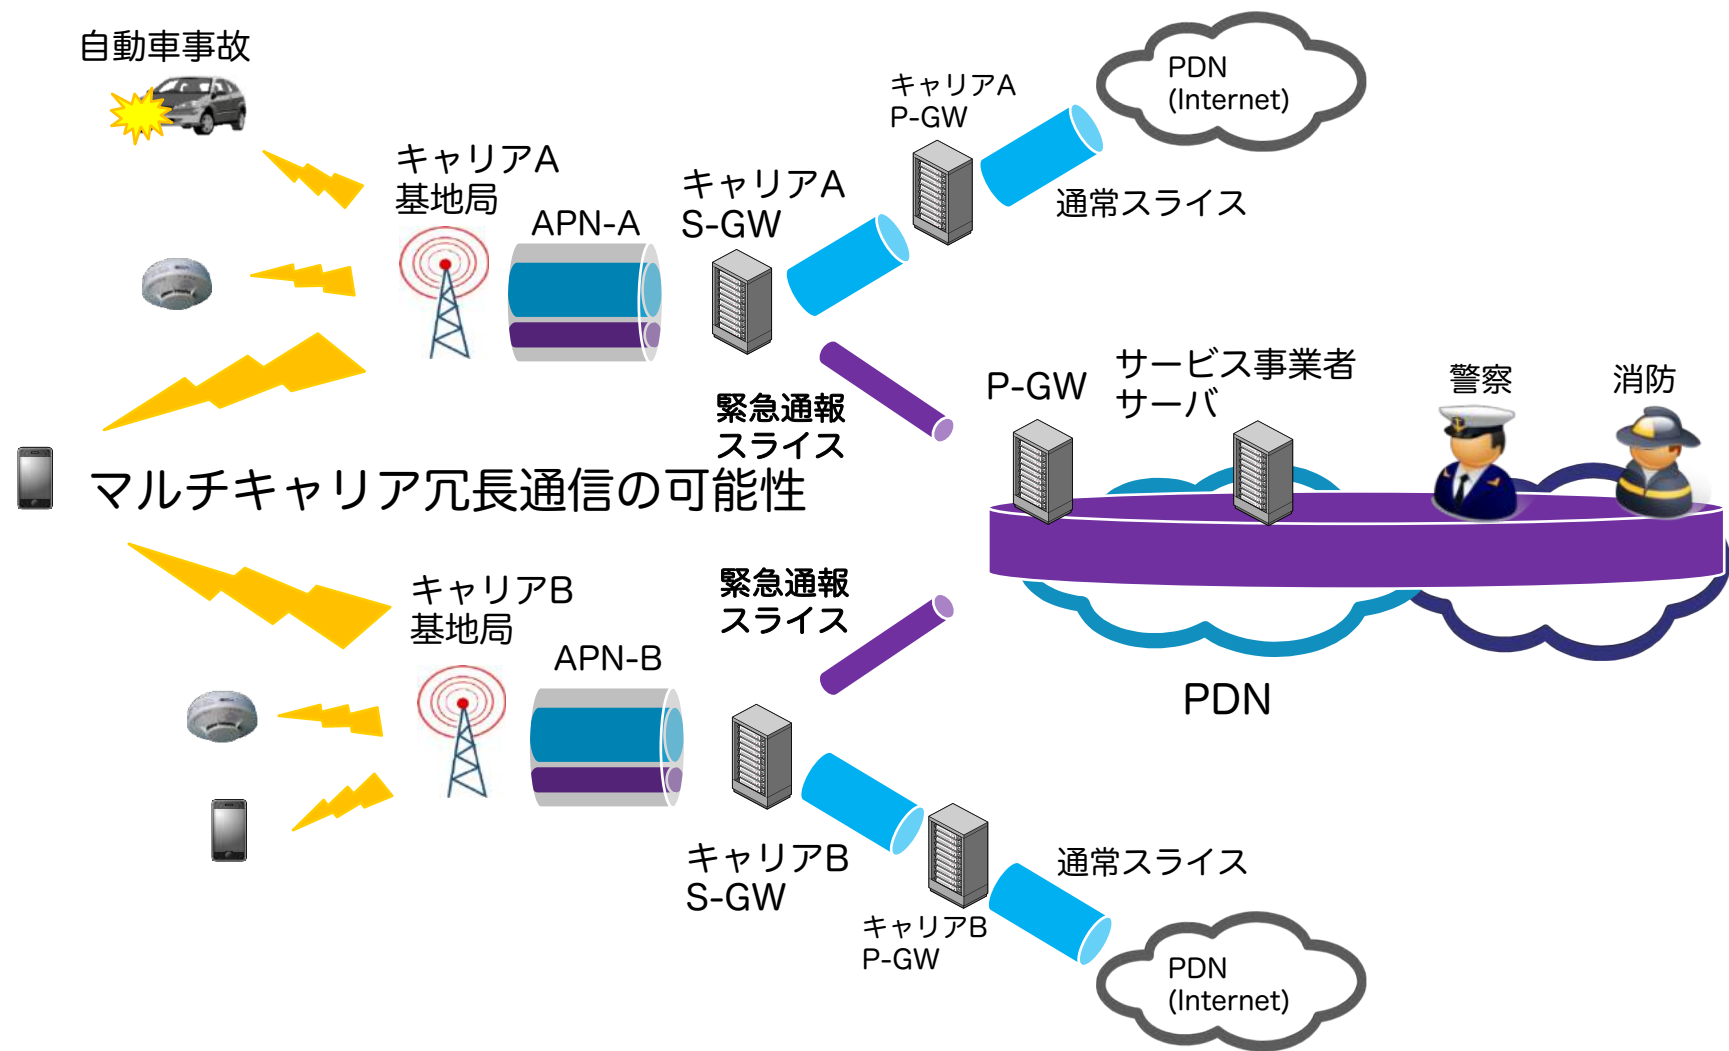 自動車事故
キャリアA
基地局
APN-A
キャリアA
S-GW
キャリアA
P-GW
PDN
(Internet)
通常スライス
緊急通報
スライス
P-GW
サービス事業者
サーバ
警察
消防
マルチキャリア冗長通信の可能性
キャリアB
基地局
APN-B
緊急通報
スライス
PDN
キャリアB
S-GW
キャリアB
P-GW
通常スライス
PDN
(Internet)